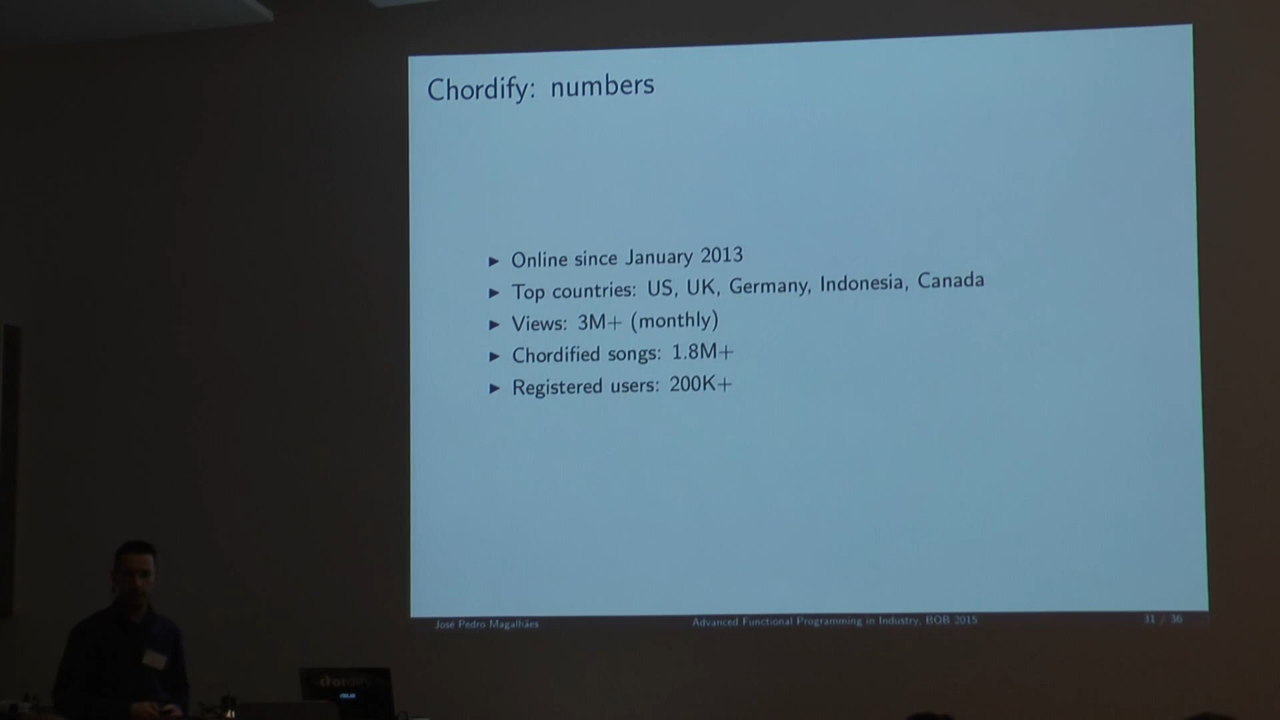 Chordify: numbers
► Online since January 2013
► Top countries: US, UK, Germany, Indonesia, Canada
► Views: 3M+ (monthly)
► Chordified songs: 1.8M+
► Registered users: 200K+
José Pedro Magalhães Advanced Functional Programming in Industry, BOB 2015 31 / 36